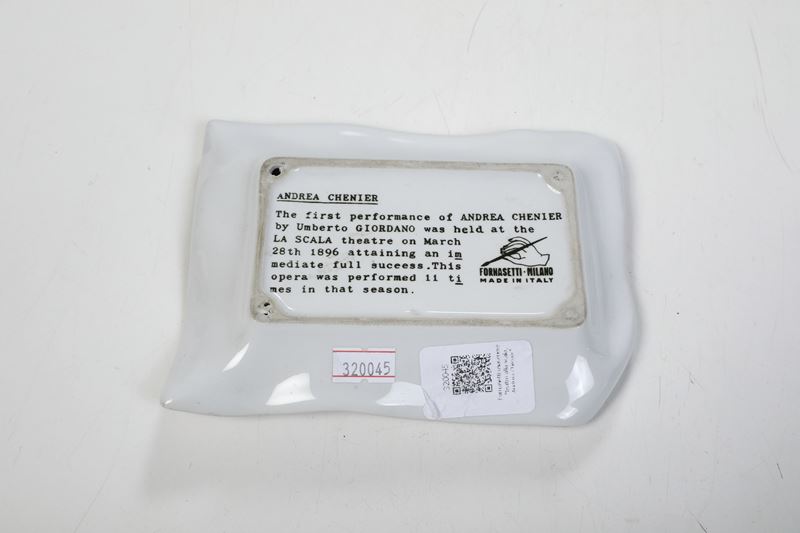 ANDREA CHENIER
The first performance of ANDREA CHENIER
by Umberto GIORDANO was held at the
LA SCALA theatre on March
28th 1896 attaining an im
mediate full success.This
opera was performed 11 ti
mes in that season.
FORNASETTI-MILANO
MADE IN ITALY
320045
320045